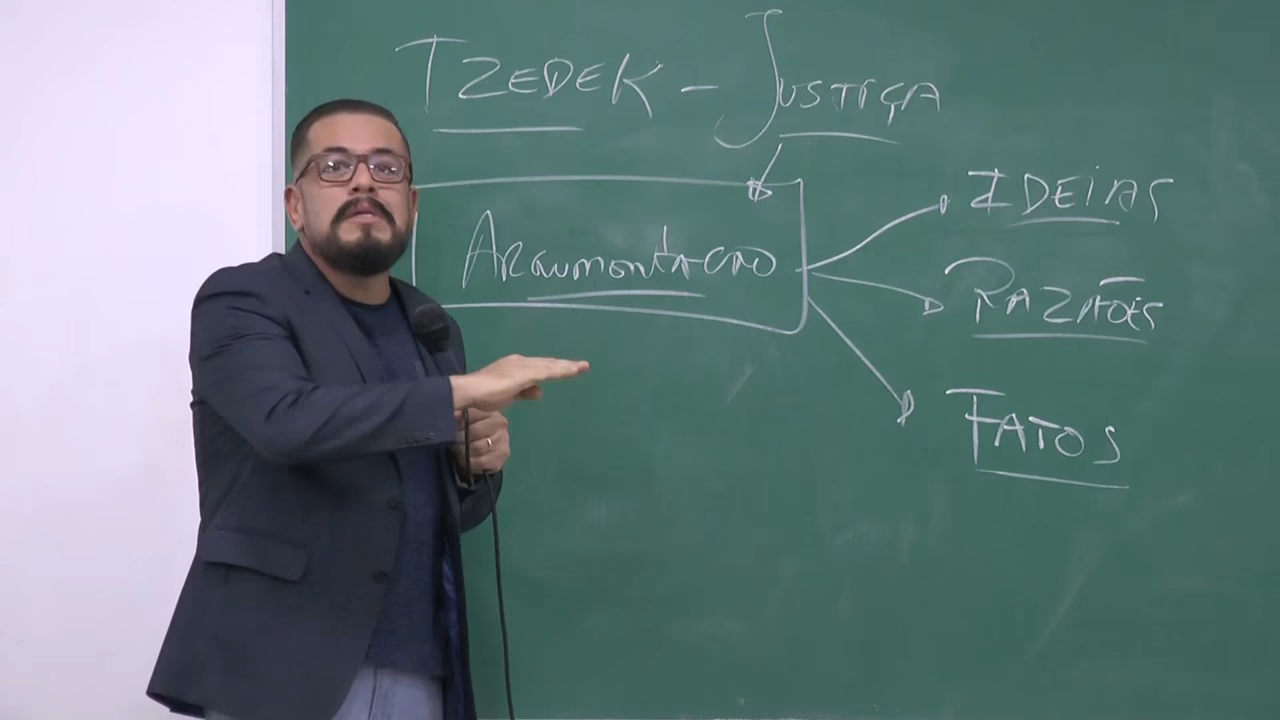 TZEDEK - JUSTIÇA
Argumentação
IDEIAS
RAZÕES
FATOS